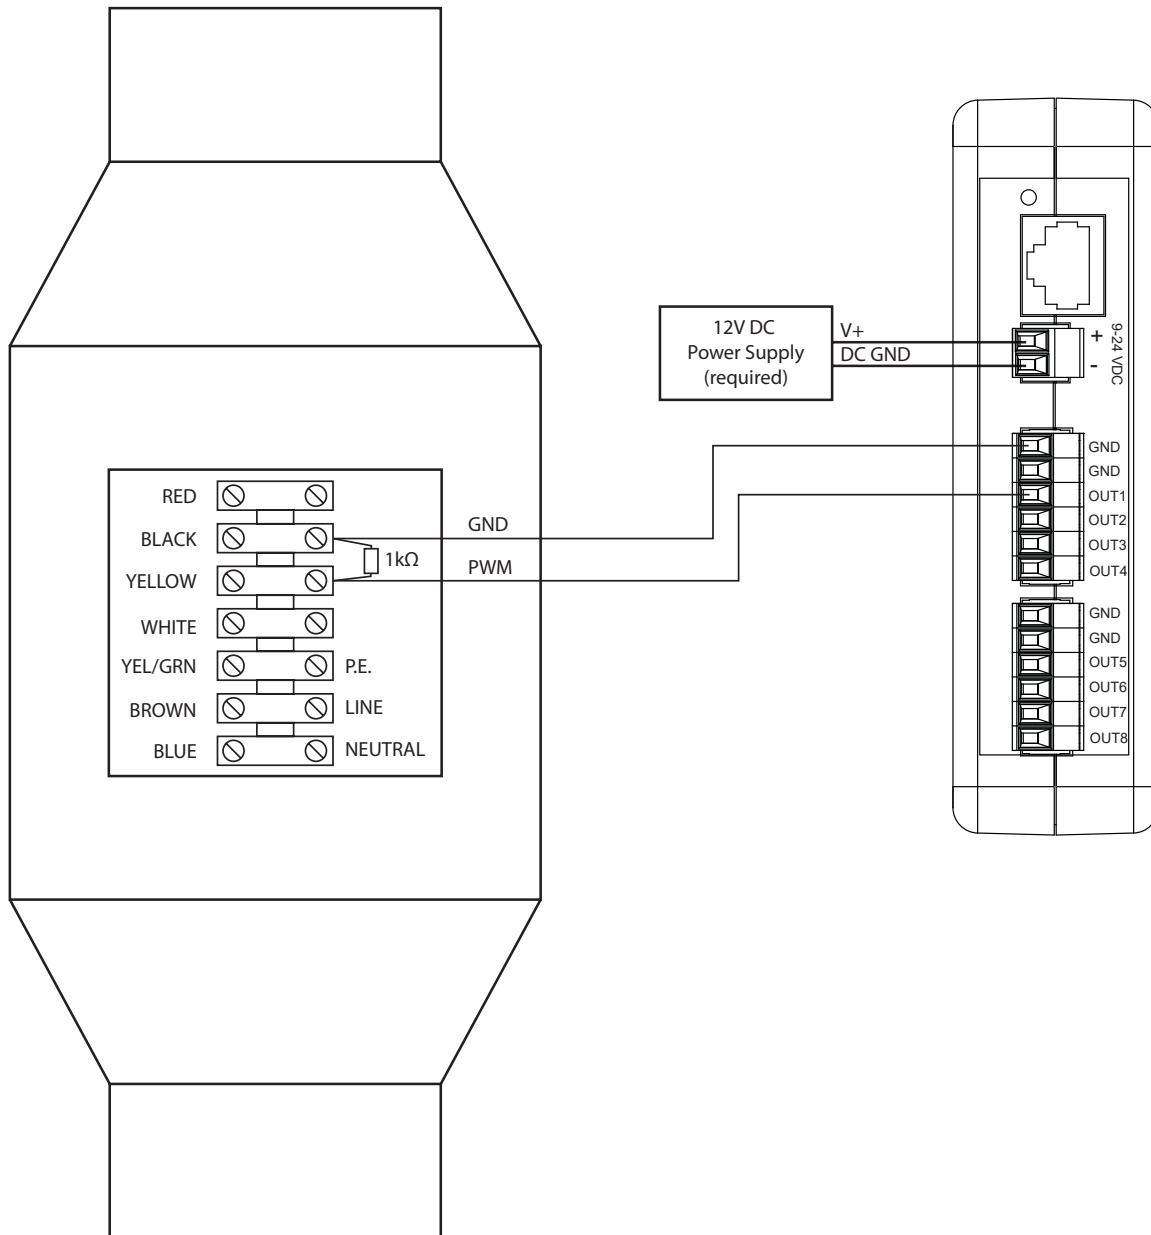 12V DC
Power Supply
(required)
V+
DC GND
+
-
9-24 VDC
GND
GND
OUT1
OUT2
OUT3
OUT4
GND
GND
OUT5
OUT6
OUT7
OUT8
RED
BLACK
YELLOW
WHITE
YEL/GRN
BROWN
BLUE
1kΩ
GND
PWM
P.E.
LINE
NEUTRAL